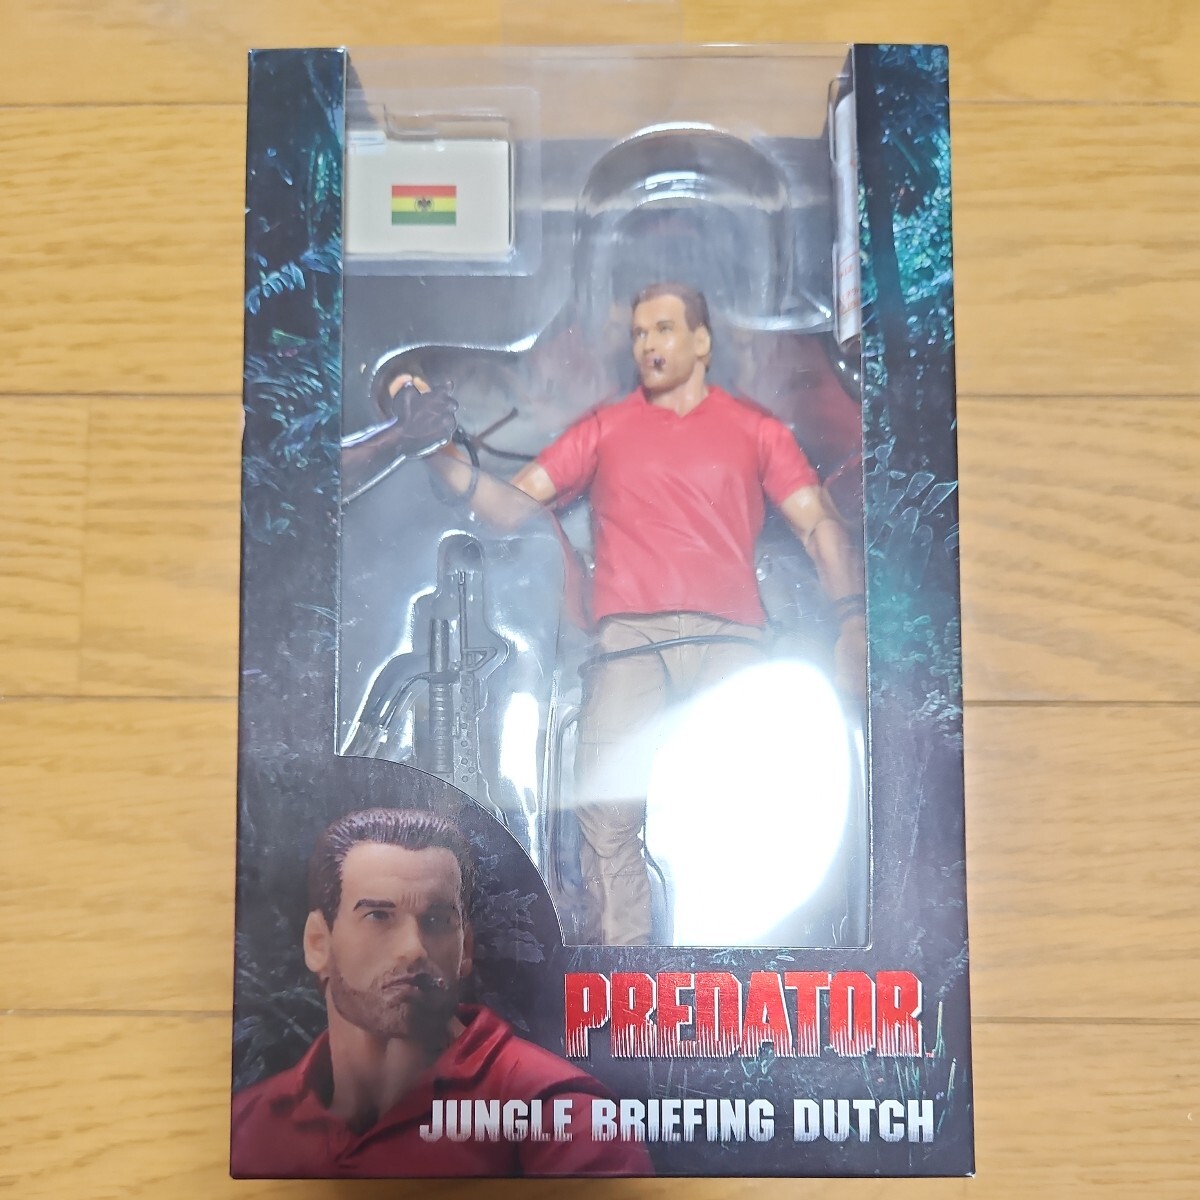 PREDATOR
JUNGLE BRIEFING DUTCH